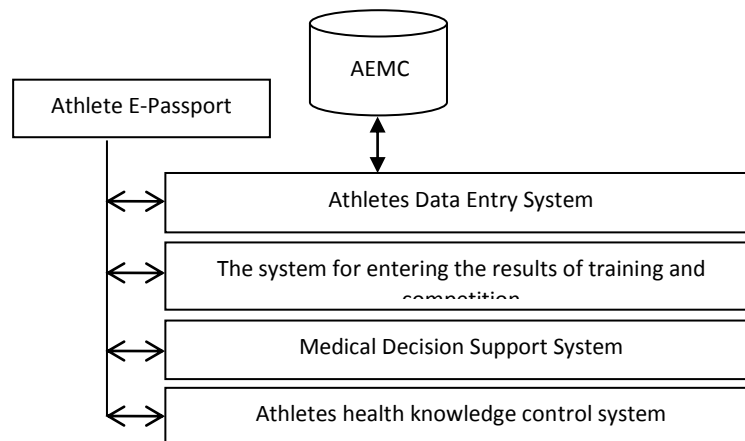 AEMC
Athlete E-Passport
Athletes Data Entry System
The system for entering the results of training and
competition
Medical Decision Support System
Athletes health knowledge control system